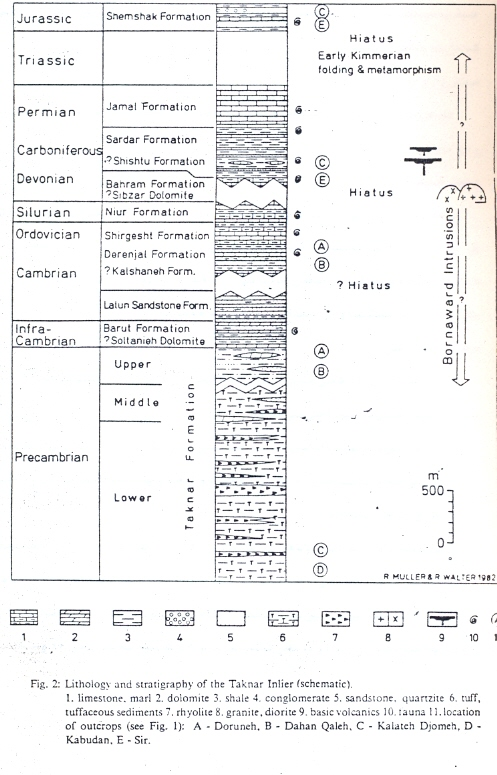 Jurassic Shemshak Formation C E
Hiatus
Triassic Early Kimmerian folding & metamorphism
Permian Jamal Formation
?
Carboniferous Sardar Formation
?Shishtu Formation C
Devonian Bahram Formation E
?Sibzar Dolomite Hiatus
Silurian Niur Formation
Ordovician Shirgesht Formation A
Derenjal Formation B
Cambrian ?Kalshaneh Form.
? Hiatus
Lalun Sandstone Form.
?
Bornaward Intrusions
Infra-Cambrian Barut Formation
?Soltanieh Dolomite
A
Upper B
Middle
Taknar Formation
Precambrian
Lower
m
500
0
C
D
R MULLER & R WALTER 1982
1 2 3 4 5 6 7 8 9 10 1
Fig. 2: Lithology and stratigraphy of the Taknar Inlier (schematic).
1. limestone, marl 2. dolomite 3. shale 4. conglomerate 5. sandstone, quartzite 6. tuff,
tuffaceous sediments 7. rhyolite 8. granite, diorite 9. basic volcanics 10. fauna 11. location
of outcrops (see Fig. 1): A - Doruneh, B - Dahan Qaleh, C - Kalateh Djomeh, D -
Kabudan, E - Sir.